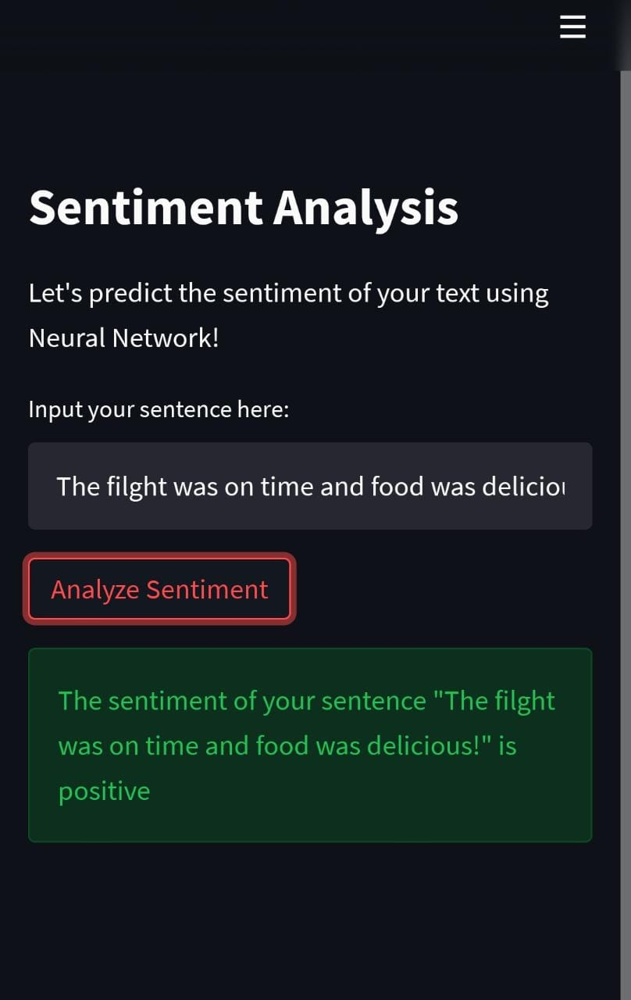 Sentiment Analysis
Let's predict the sentiment of your text using
Neural Network!
Input your sentence here:
The filght was on time and food was deliciou
Analyze Sentiment
The sentiment of your sentence "The filght
was on time and food was delicious!" is
positive